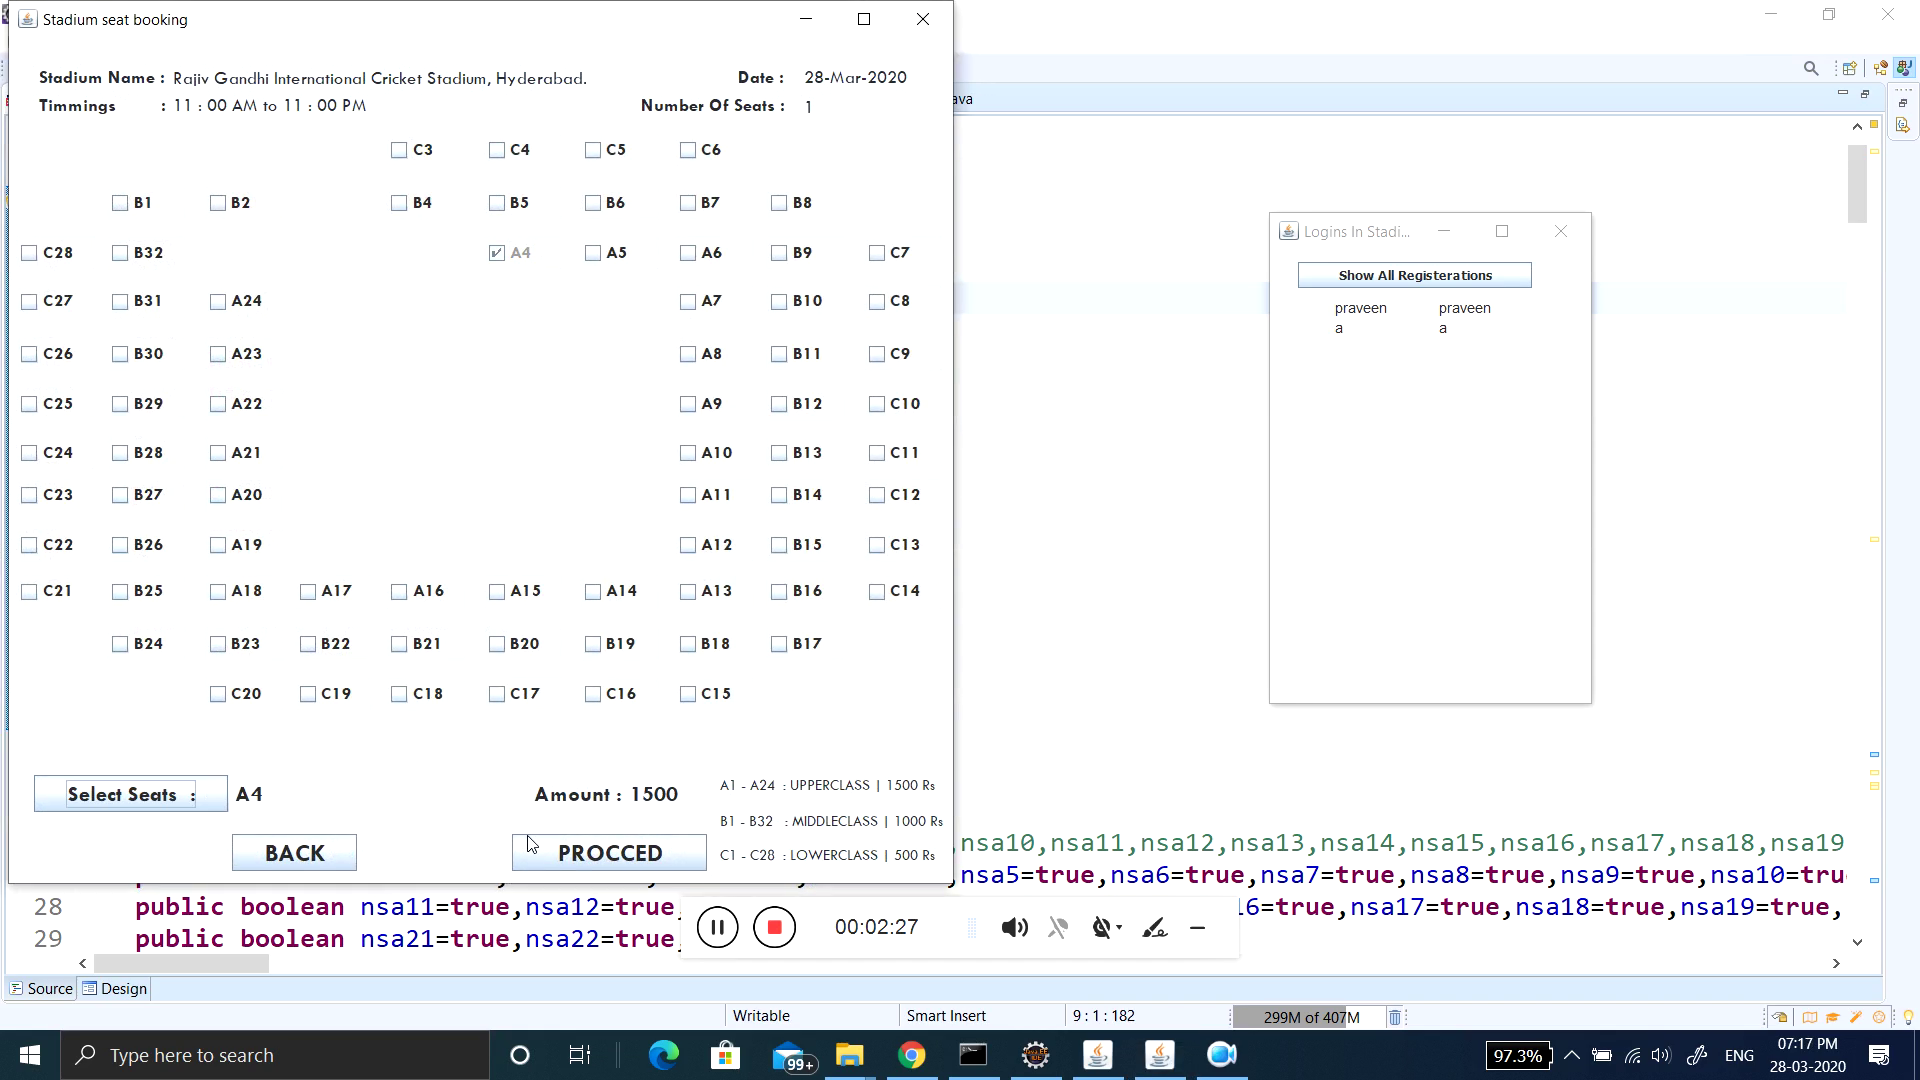 Stadium seat booking
Stadium Name : Rajiv Gandhi International Cricket Stadium, Hyderabad.
Date : 28-Mar-2020
Timmings : 11 : 00 AM to 11 : 00 PM
Number Of Seats : 1
C3 C4 C5 C6
B1 B2 B4 B5 B6 B7 B8
C28 B32 A4 A5 A6 B9 C7
C27 B31 A24 A7 B10 C8
C26 B30 A23 A8 B11 C9
C25 B29 A22 A9 B12 C10
C24 B28 A21 A10 B13 C11
C23 B27 A20 A11 B14 C12
C22 B26 A19 A12 B15 C13
C21 B25 A18 A17 A16 A15 A14 A13 B16 C14
B24 B23 B22 B21 B20 B19 B18 B17
C20 C19 C18 C17 C16 C15
Select Seats : A4
Amount : 1500
A1 - A24 : UPPERCLASS | 1500 Rs
B1 - B32 : MIDDLECLASS | 1000 Rs
C1 - C28 : LOWERCLASS | 500 Rs
BACK
PROCCED
ava
Logins In Stadi...
Show All Registerations
praveen praveen
a a
,nsa10,nsa11,nsa12,nsa13,nsa14,nsa15,nsa16,nsa17,nsa18,nsa19
,nsa5=true,nsa6=true,nsa7=true,nsa8=true,nsa9=true,nsa10=tru
28 public boolean nsa11=true,nsa12=true, 16=true,nsa17=true,nsa18=true,nsa19=true,
29 public boolean nsa21=true,nsa22=true,
00:02:27
Source Design
Writable Smart Insert 9 : 1 : 182 299M of 407M
Type here to search
99+
97.3%
ENG
07:17 PM
28-03-2020